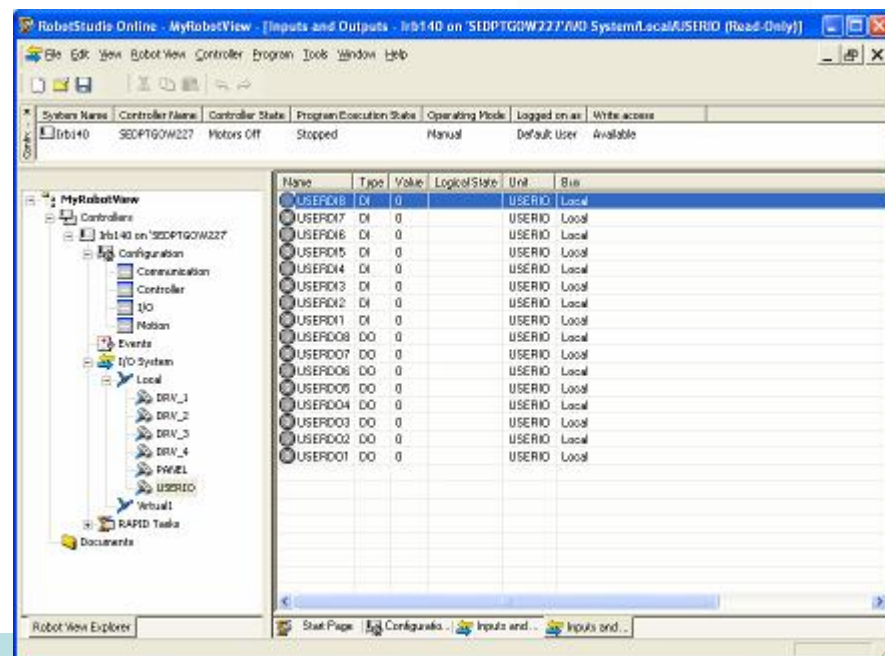 RobotStudio Online - MyRobotView - [Inputs and Outputs - Irb140 on 'SEDPTGOW227'/I/O System/Local/USERIO (Read-Only)]
File Edit View Robot View Controller Program Tools Window Help
System Name Controller Name Controller State Program Execution State Operating Mode Logged on as Write access
Irb140 SEDPTGOW227 Motors Off Stopped Manual Default User Available
MyRobotView
Controllers
Irb140 on 'SEDPTGOW227'
Configuration
Communication
Controller
I/O
Motion
Events
I/O System
Local
DRV_1
DRV_2
DRV_3
DRV_4
PANEL
USERIO
Virtual1
RAPID Tasks
Documents
Robot View Explorer
Name Type Value Logical State Unit Bus
USERDI8 DI 0 USERIO Local
USERDI7 DI 0 USERIO Local
USERDI6 DI 0 USERIO Local
USERDI5 DI 0 USERIO Local
USERDI4 DI 0 USERIO Local
USERDI3 DI 0 USERIO Local
USERDI2 DI 0 USERIO Local
USERDI1 DI 0 USERIO Local
USERDO8 DO 0 USERIO Local
USERDO7 DO 0 USERIO Local
USERDO6 DO 0 USERIO Local
USERDO5 DO 0 USERIO Local
USERDO4 DO 0 USERIO Local
USERDO3 DO 0 USERIO Local
USERDO2 DO 0 USERIO Local
USERDO1 DO 0 USERIO Local
Start Page Configuratio... Inputs and... Inputs and...